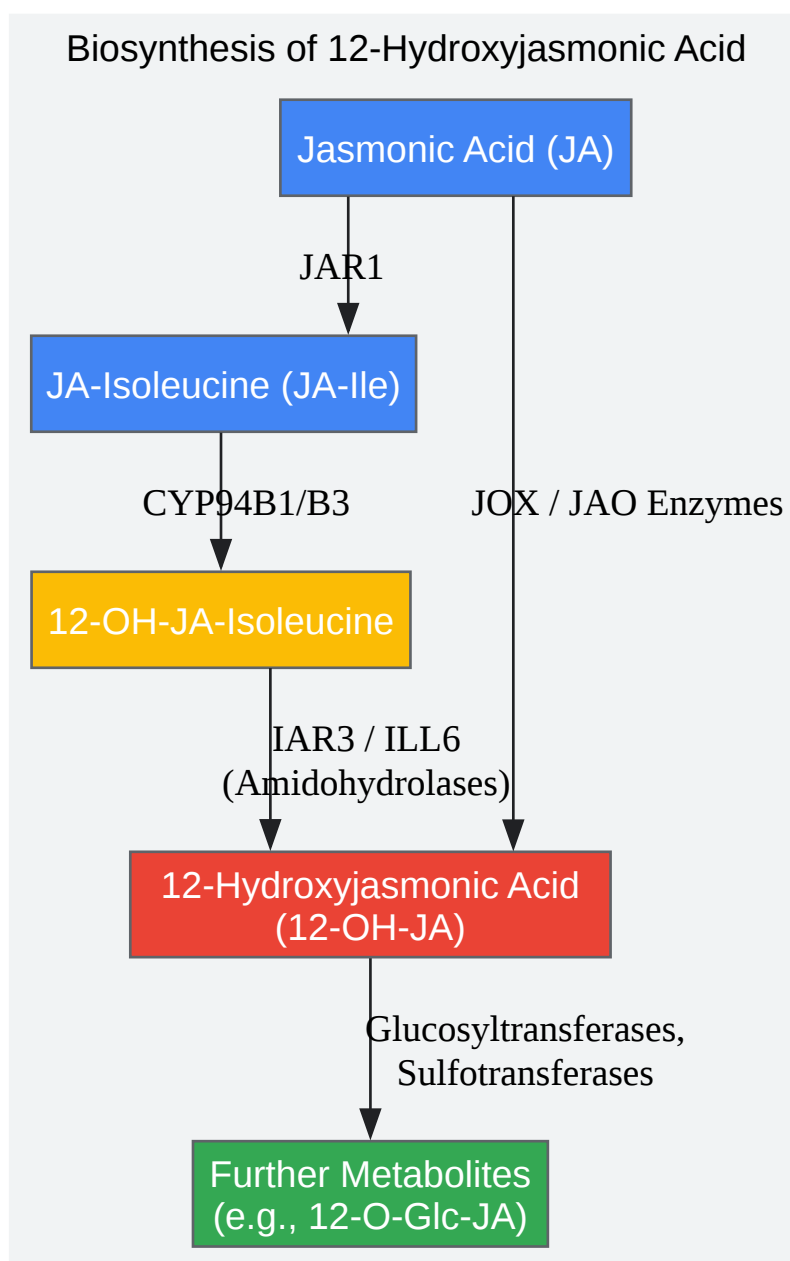 Biosynthesis of 12-Hydroxyjasmonic Acid
Jasmonic Acid (JA)
JAR1
JA-Isoleucine (JA-Ile)
CYP94B1/B3
JOX / JAO Enzymes
12-OH-JA-Isoleucine
IAR3 / ILL6
(Amidohydrolases)
12-Hydroxyjasmonic Acid
(12-OH-JA)
Glucosyltransferases,
Sulfotransferases
Further Metabolites
(e.g., 12-O-Glc-JA)